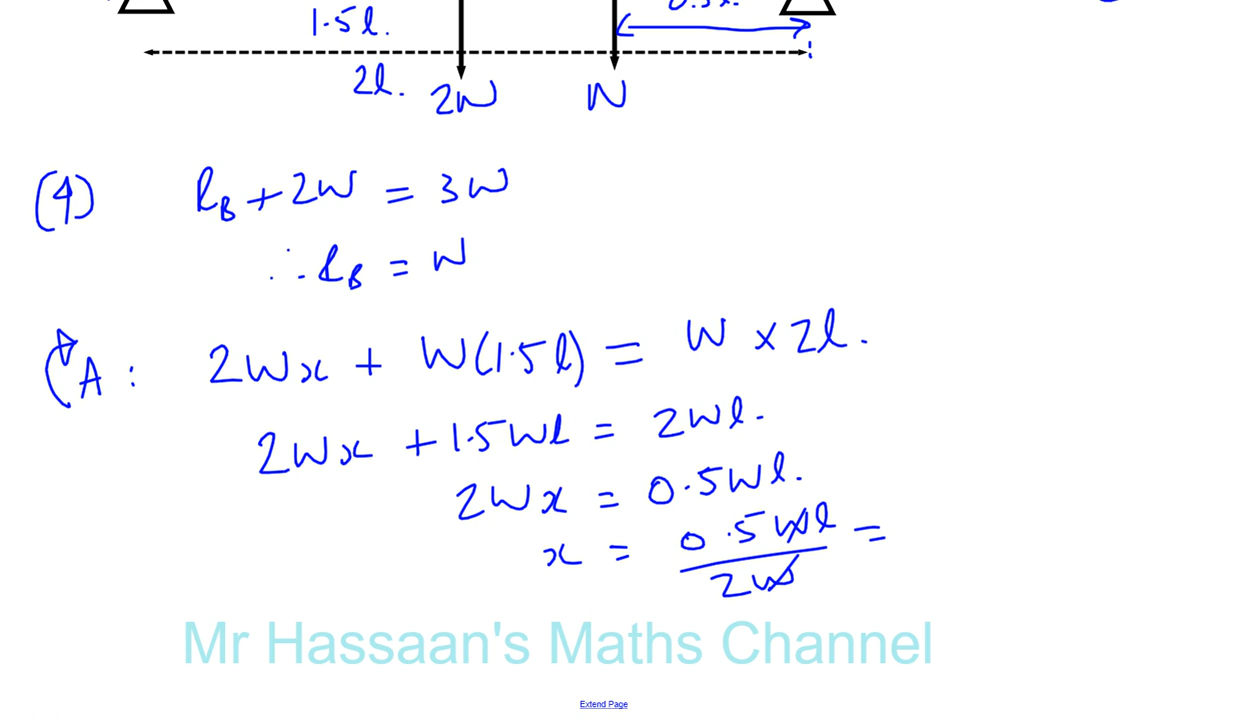 1.5l.
2l.
2W
W
(↑) R_B + 2W = 3W
∴ R_B = W
A: 2Wx + W(1.5l) = W × 2l.
2Wx + 1.5Wl = 2Wl.
2Wx = 0.5Wl.
x = 0.5Wl / 2W =
Mr Hassaan's Maths Channel
Extend Page